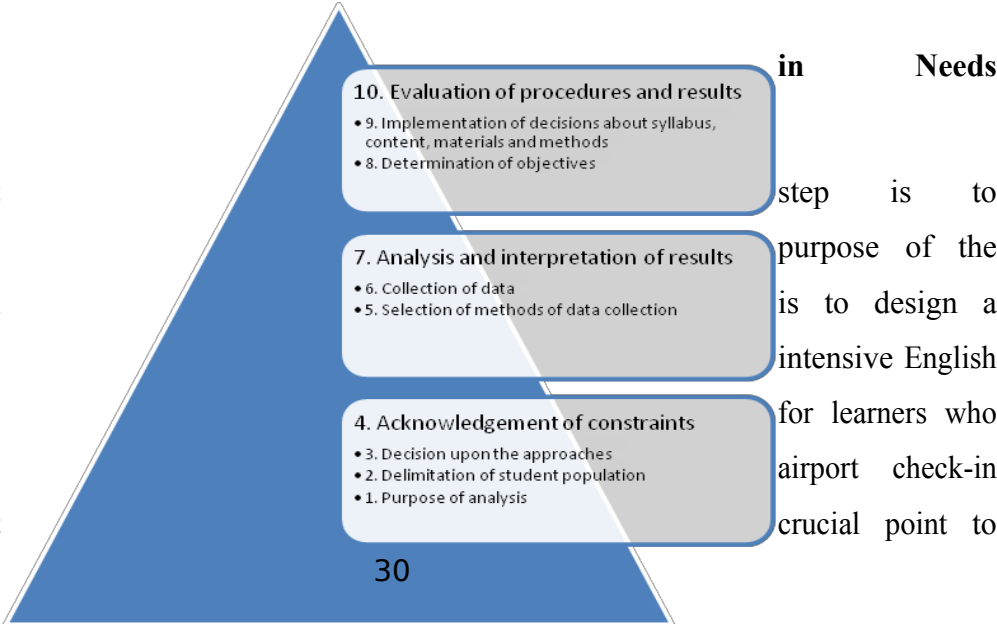 in Needs
10. Evaluation of procedures and results
• 9. Implementation of decisions about syllabus,
content, materials and methods
• 8. Determination of objectives
step is to
purpose of the
7. Analysis and interpretation of results
• 6. Collection of data
• 5. Selection of methods of data collection
is to design a
intensive English
for learners who
4. Acknowledgement of constraints
• 3. Decision upon the approaches
• 2. Delimitation of student population
• 1. Purpose of analysis
airport check-in
crucial point to
30